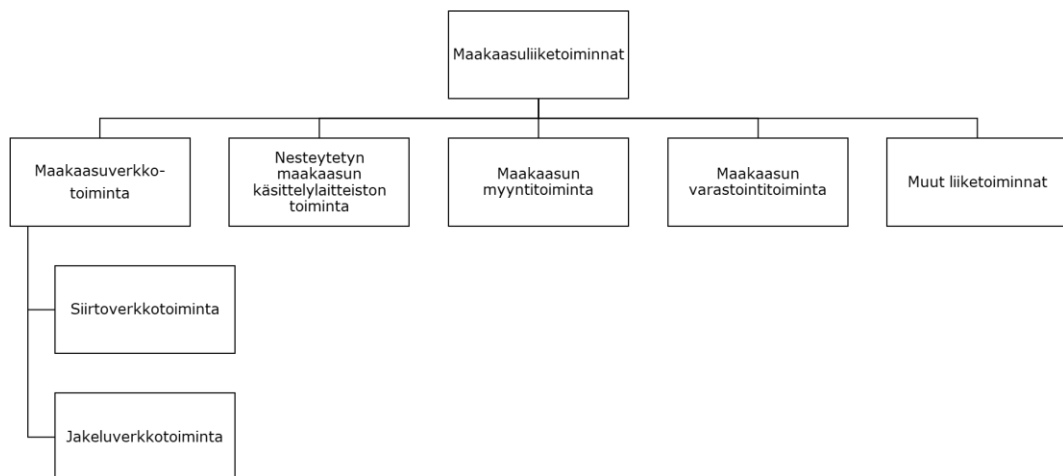 Maakaasuliiketoiminnat
Maakaasuverkko-
toiminta
Nesteytetyn
maakaasun
käsittelylaitteiston
toiminta
Maakaasun
myyntitoiminta
Maakaasun
varastointitoiminta
Muut liiketoiminnat
Siirtoverkkotoiminta
Jakeluverkkotoiminta